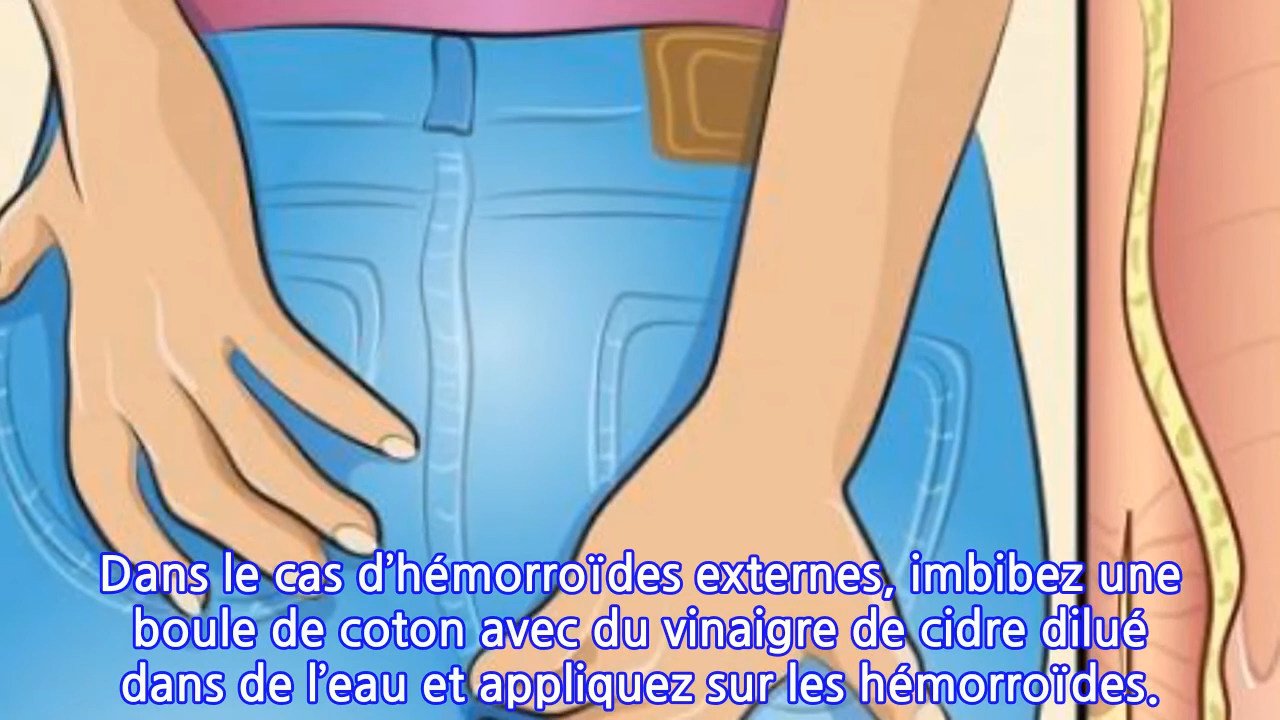 Dans le cas d'hémorroïdes externes, imbibez une
boule de coton avec du vinaigre de cidre dilué
dans de l'eau et appliquez sur les hémorroïdes.